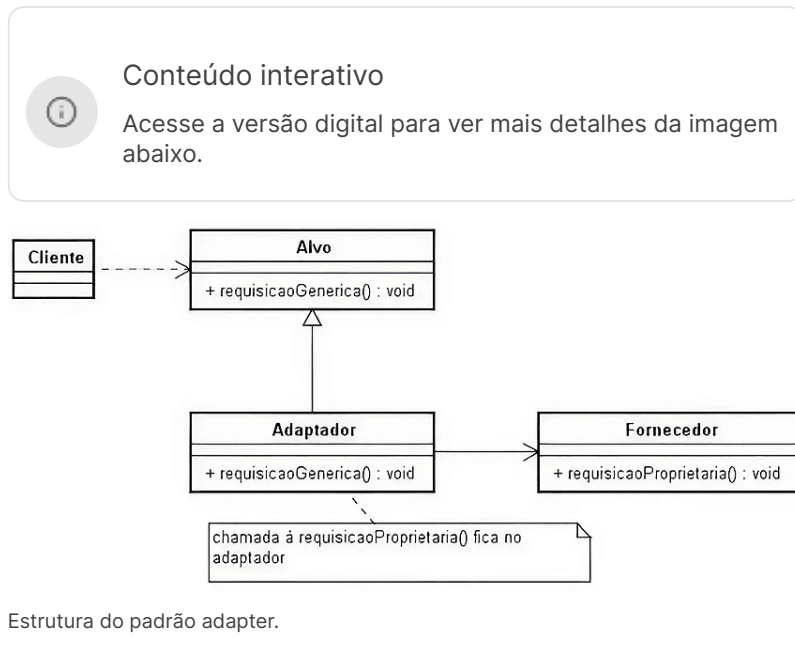 Conteúdo interativo
Acesse a versão digital para ver mais detalhes da imagem
abaixo.
Cliente
Alvo
+ requisicaoGenerica() : void
Adaptador
+ requisicaoGenerica() : void
Fornecedor
+ requisicaoProprietaria() : void
chamada à requisicaoProprietaria() fica no
adaptador
Estrutura do padrão adapter.